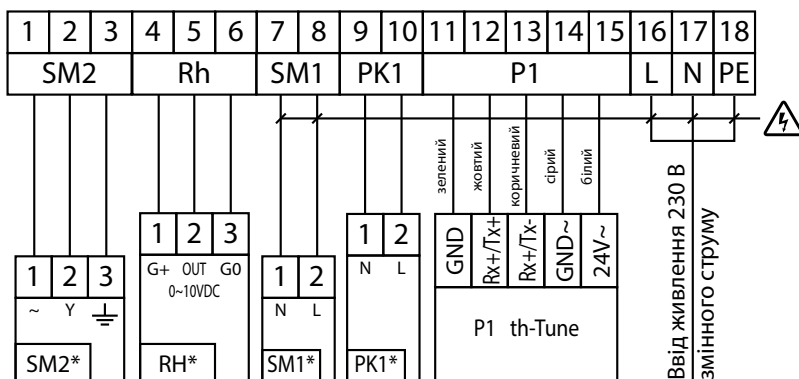 1 2 3 4 5 6 7 8 9 10 11 12 13 14 15 16 17 18
SM2 Rh SM1 PK1 P1 L N PE
зелений
жовтий
коричневий
сірий
білий
1 2 3
~ Y
SM2*
1 2 3
G+ OUT G0
0~10VDC
RH*
1 2
N L
SM1*
1 2
N L
PK1*
GND
Rx+/Tx+
Rx+/Tx-
GND~
24V~
P1 th-Tune
Ввід живлення 230 В
змінного струму